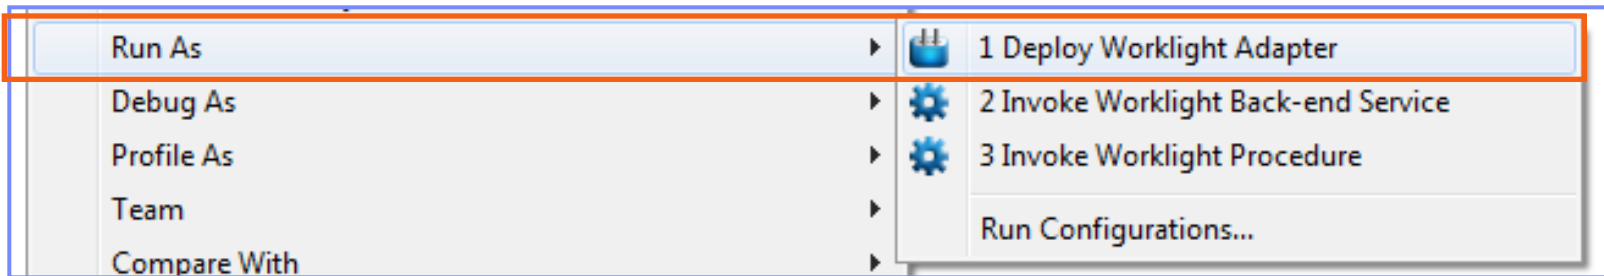 Run As
1 Deploy Worklight Adapter
Debug As
2 Invoke Worklight Back-end Service
Profile As
3 Invoke Worklight Procedure
Team
Run Configurations...
Compare With